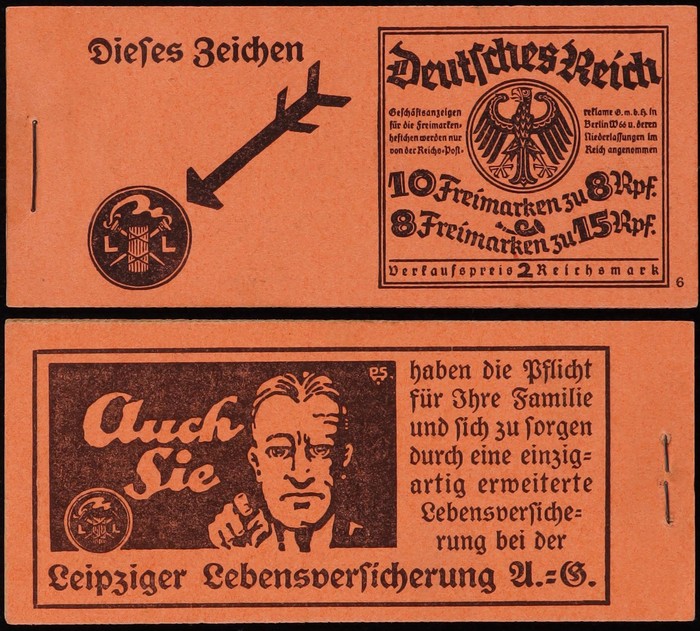 Dieses Zeichen
L L
Deutsches Reich
Geschäftsanzeigen
für die Freimarken-
heftchen werden nur
von der Reichs-Post-
reklame G.m.b.H. in
Berlin W66 u. deren
Niederlassungen im
Reich angenommen
10 Freimarken zu 8 Rpf.
8 Freimarken zu 15 Rpf.
Verkaufspreis 2 Reichsmark
6
P.S.
Auch
Sie
L L
haben die Pflicht
für Ihre Familie
und sich zu sorgen
durch eine einzig-
artig erweiterte
Lebensversiche-
rung bei der
Leipziger Lebensversicherung A.-G.